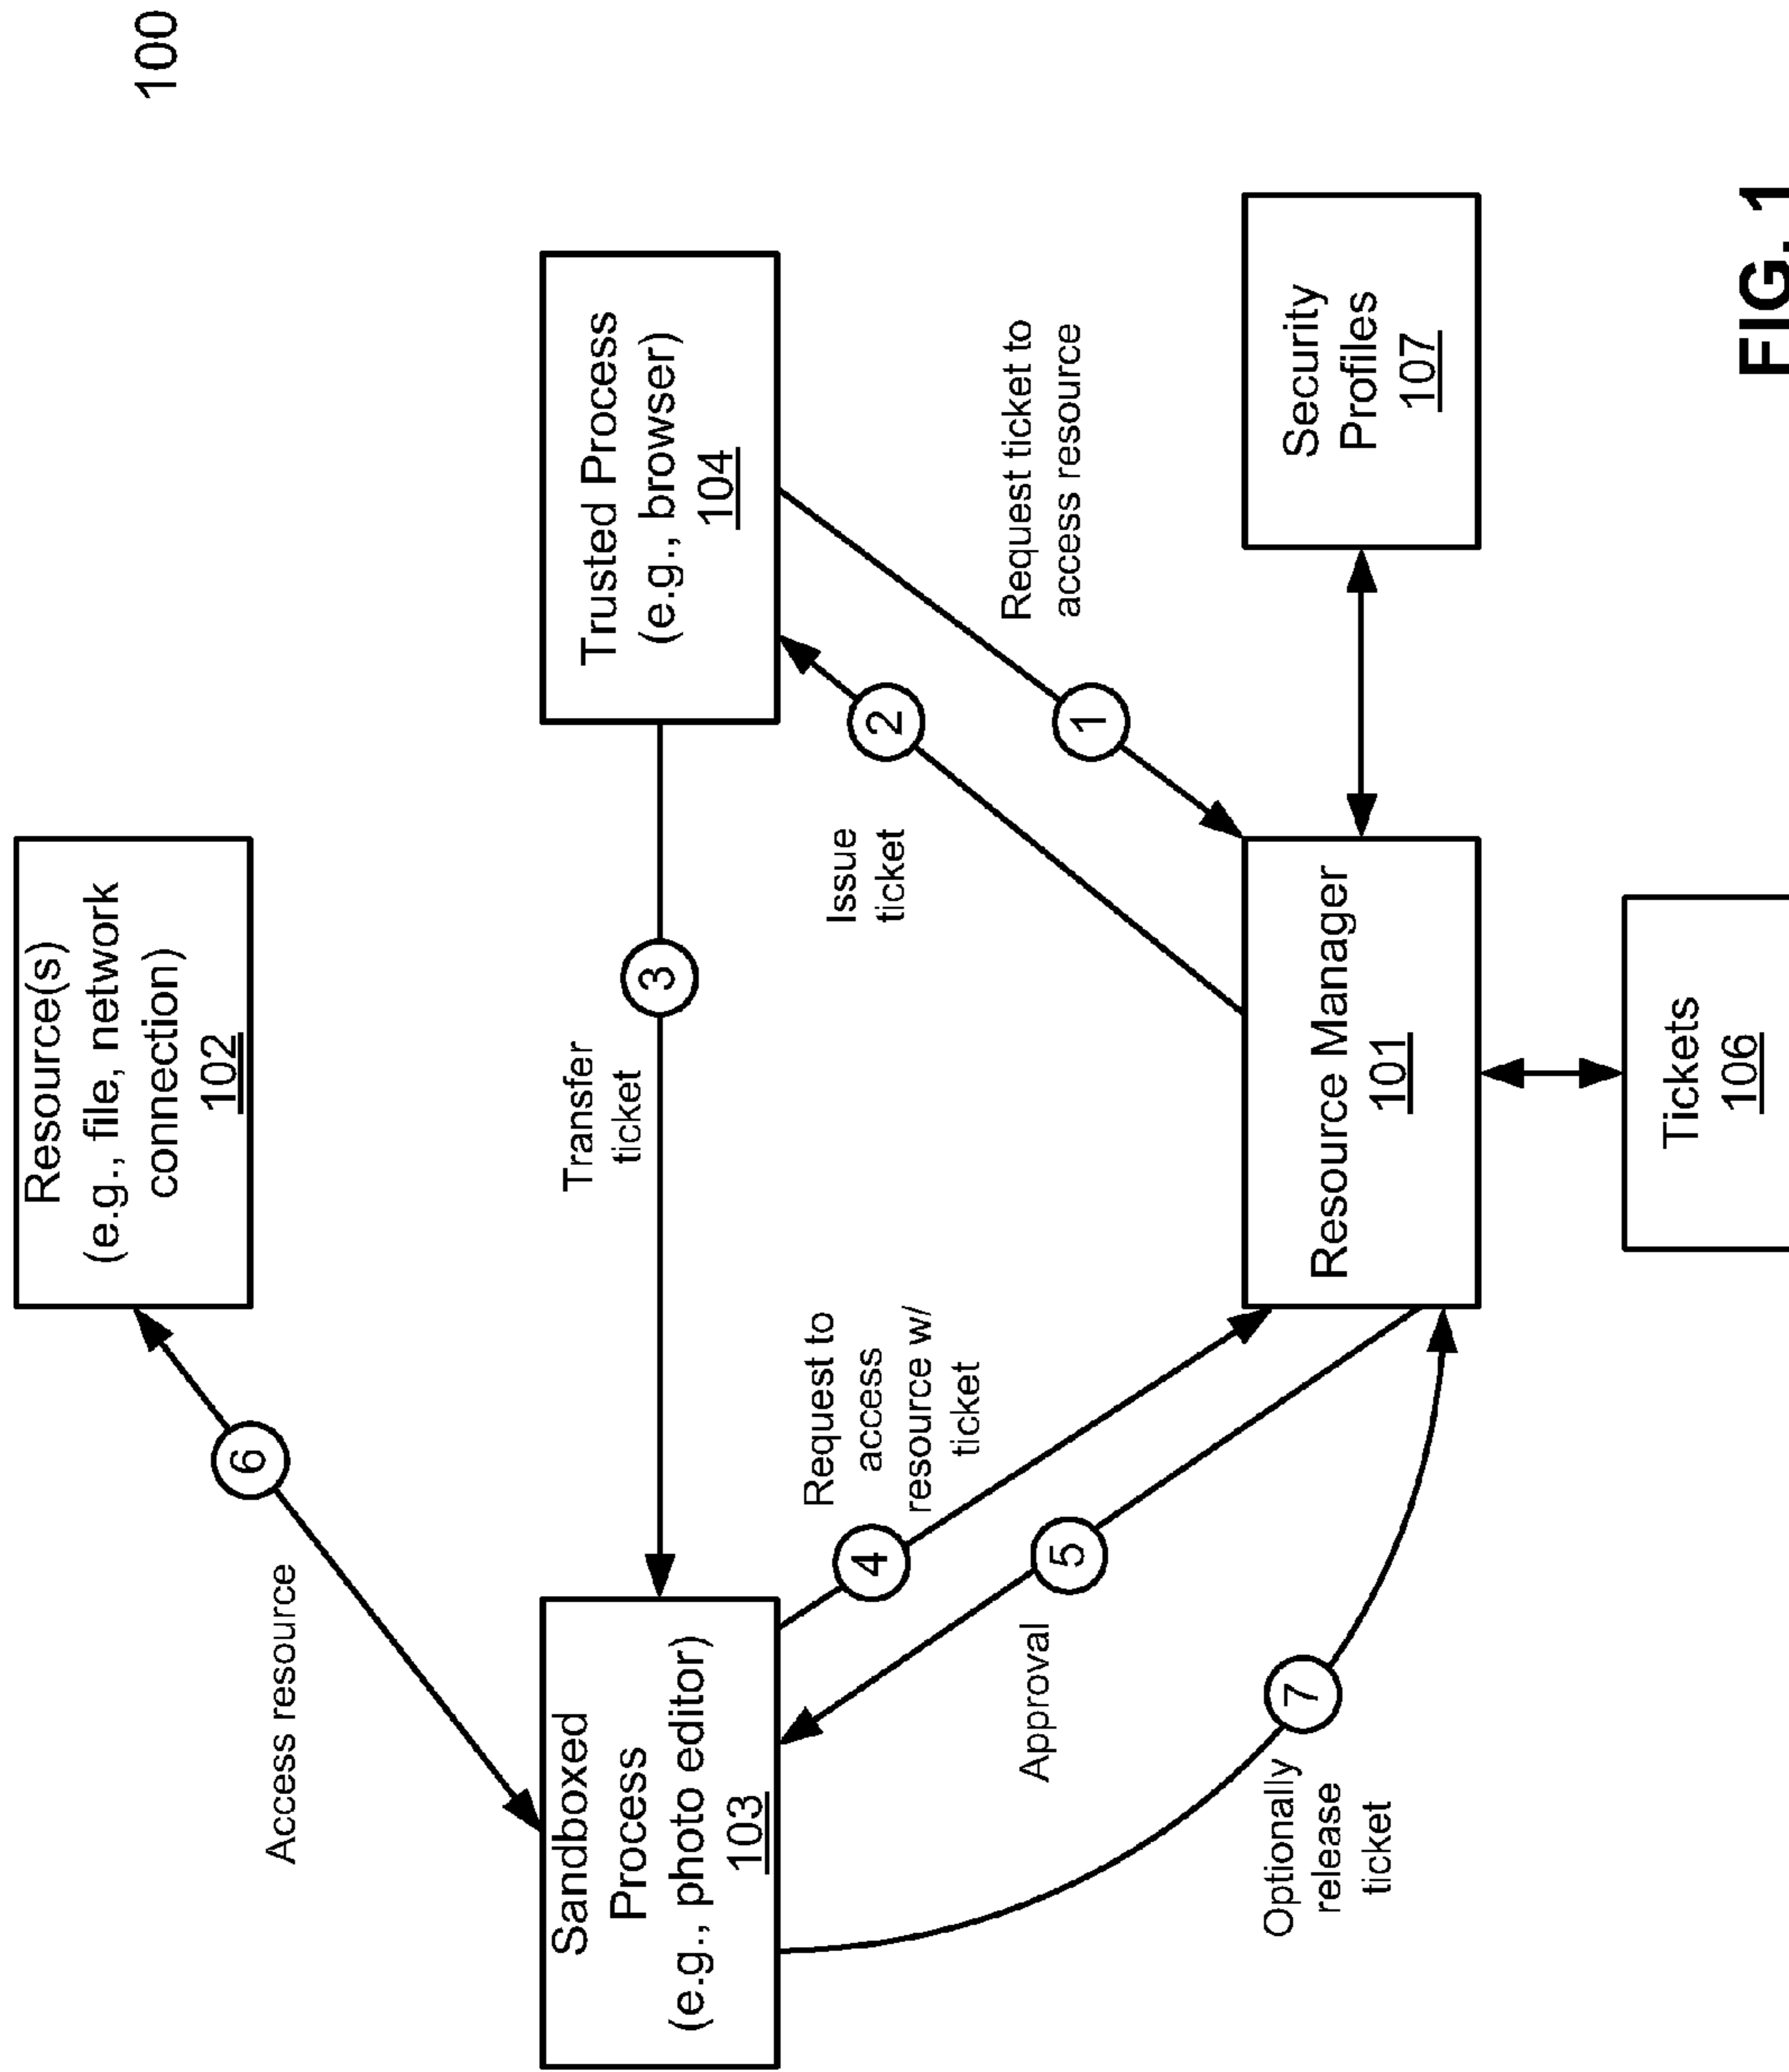 100
Resource(s)
(e.g., file, network
connection)
102
6
Access resource
Trusted Process
(e.g., browser)
104
3
Transfer
ticket
Sandboxed
Process
(e.g., photo editor)
103
2
Issue
ticket
1
Request ticket to
access resource
4
Request to
access
resource w/
ticket
5
Approval
7
Optionally
release
ticket
Resource Manager
101
Security
Profiles
107
Tickets
106
FIG. 1